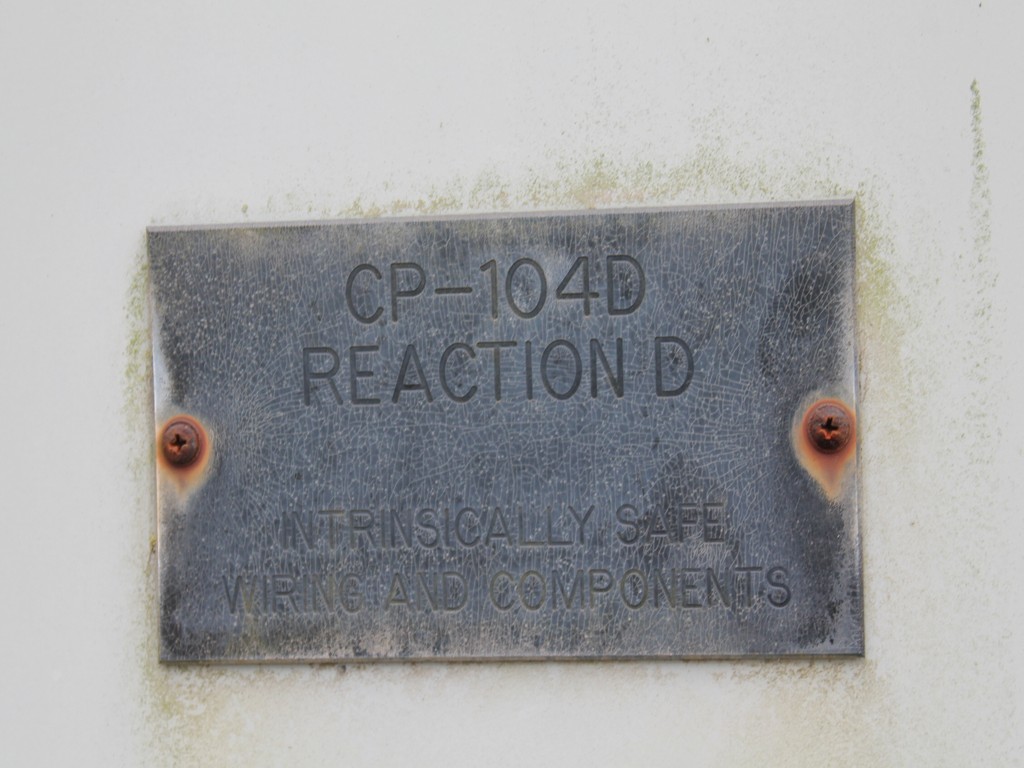 CP-104D
REACTION D
INTRINSICALLY SAFE
WIRING AND COMPONENTS